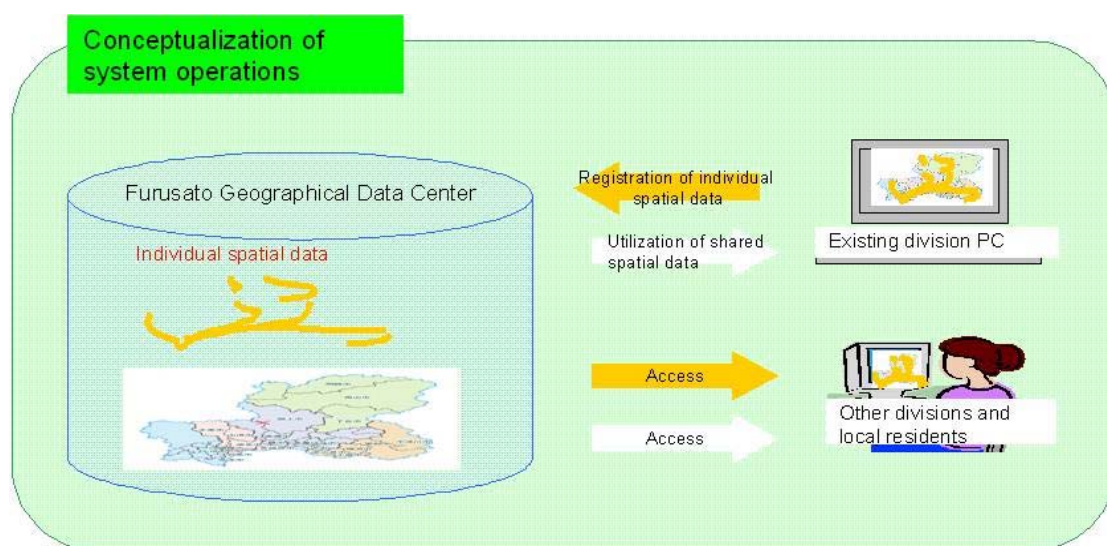 Conceptualization of
system operations
Furusato Geographical Data Center
Individual spatial data
Registration of individual
spatial data
Utilization of shared
spatial data
Existing division PC
Access
Access
Other divisions and
local residents